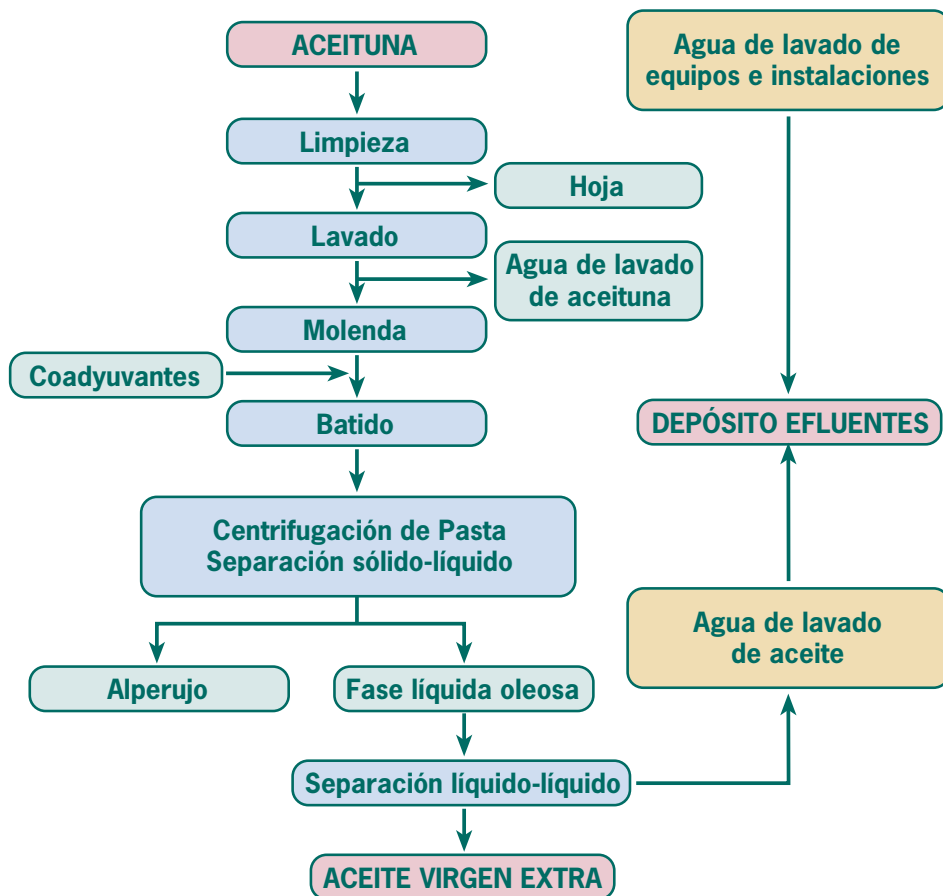 ACEITUNA
Limpieza
Hoja
Lavado
Agua de lavado
de aceituna
Molenda
Coadyuvantes
Batido
Centrifugación de Pasta
Separación sólido-líquido
Alperujo
Fase líquida oleosa
Separación líquido-líquido
ACEITE VIRGEN EXTRA
Agua de lavado de
equipos e instalaciones
DEPÓSITO EFLUENTES
Agua de lavado
de aceite